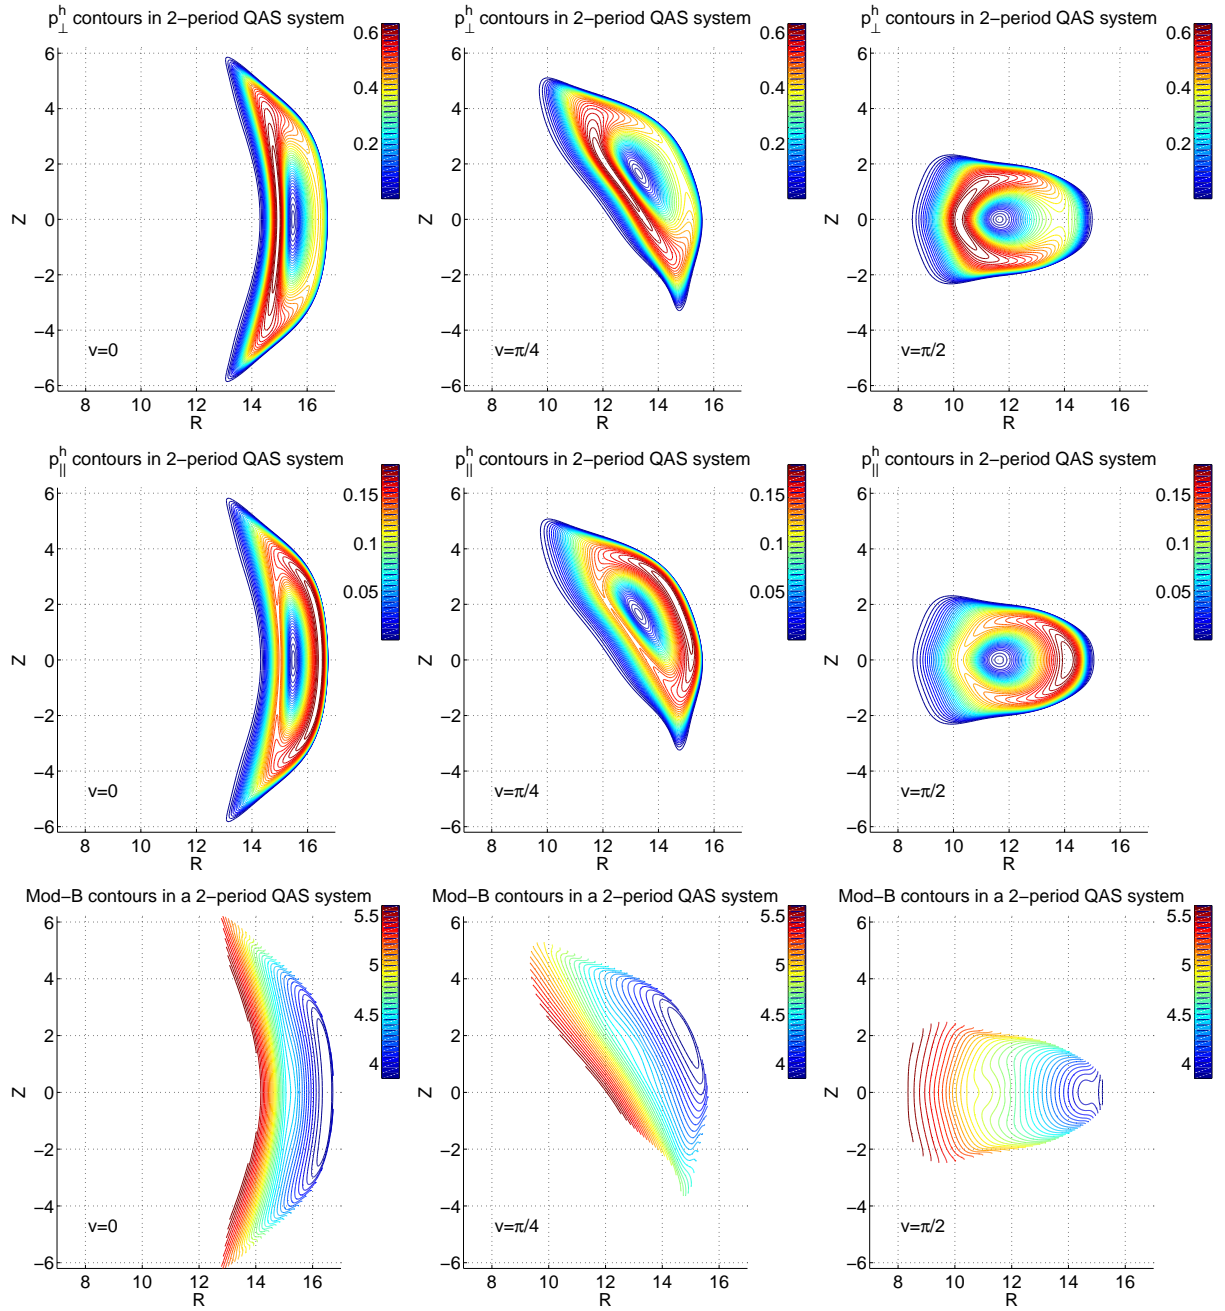 p⊥^h contours in 2−period QAS system
0.6
0.4
0.2
6
4
2
0
−2
−4
−6
Z
v=0
8 10 12 14 16
R
p⊥^h contours in 2−period QAS system
0.6
0.4
0.2
6
4
2
0
−2
−4
−6
Z
v=π/4
8 10 12 14 16
R
p⊥^h contours in 2−period QAS system
0.6
0.4
0.2
6
4
2
0
−2
−4
−6
Z
v=π/2
8 10 12 14 16
R
p||^h contours in 2−period QAS system
0.15
0.1
0.05
6
4
2
0
−2
−4
−6
Z
v=0
8 10 12 14 16
R
p||^h contours in 2−period QAS system
0.15
0.1
0.05
6
4
2
0
−2
−4
−6
Z
v=π/4
8 10 12 14 16
R
p||^h contours in 2−period QAS system
0.15
0.1
0.05
6
4
2
0
−2
−4
−6
Z
v=π/2
8 10 12 14 16
R
Mod−B contours in a 2−period QAS system
5.5
5
4.5
4
6
4
2
0
−2
−4
−6
Z
v=0
8 10 12 14 16
R
Mod−B contours in a 2−period QAS system
5.5
5
4.5
4
6
4
2
0
−2
−4
−6
Z
v=π/4
8 10 12 14 16
R
Mod−B contours in a 2−period QAS system
5.5
5
4.5
4
6
4
2
0
−2
−4
−6
Z
v=π/2
8 10 12 14 16
R